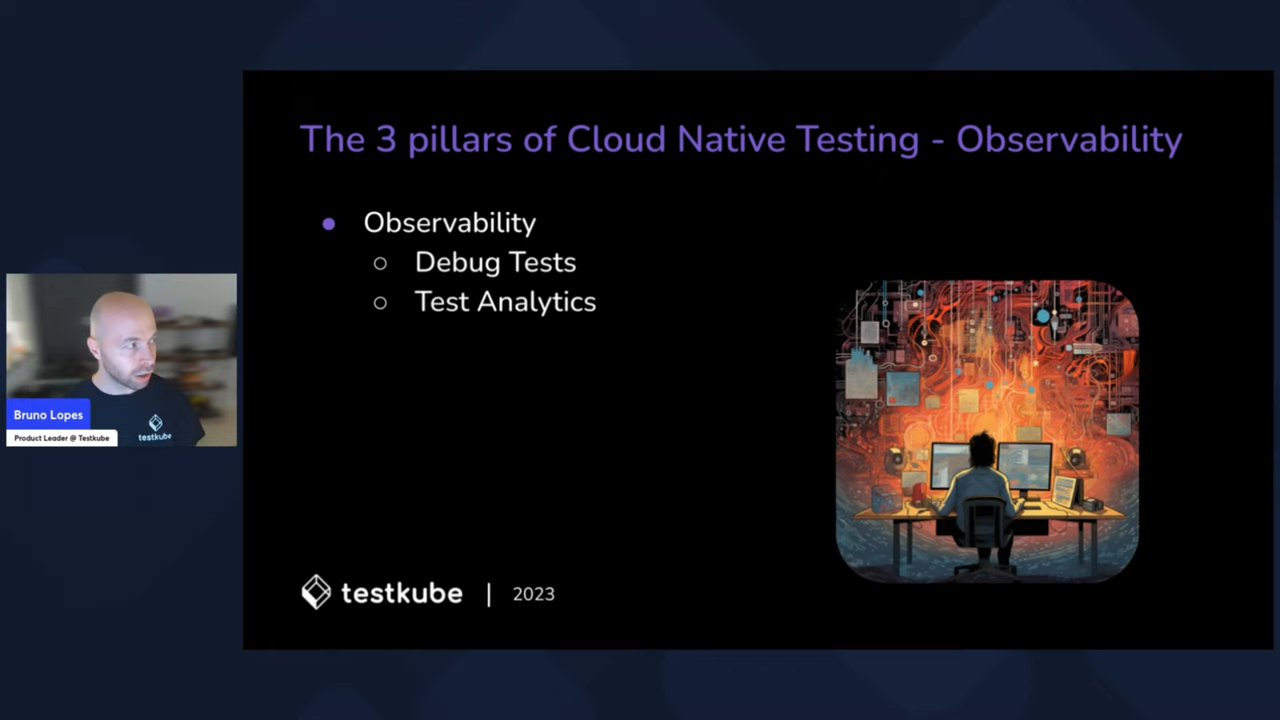 The 3 pillars of Cloud Native Testing - Observability
Observability
Debug Tests
Test Analytics
Bruno Lopes
Product Leader @ Testkube
testkube
testkube | 2023